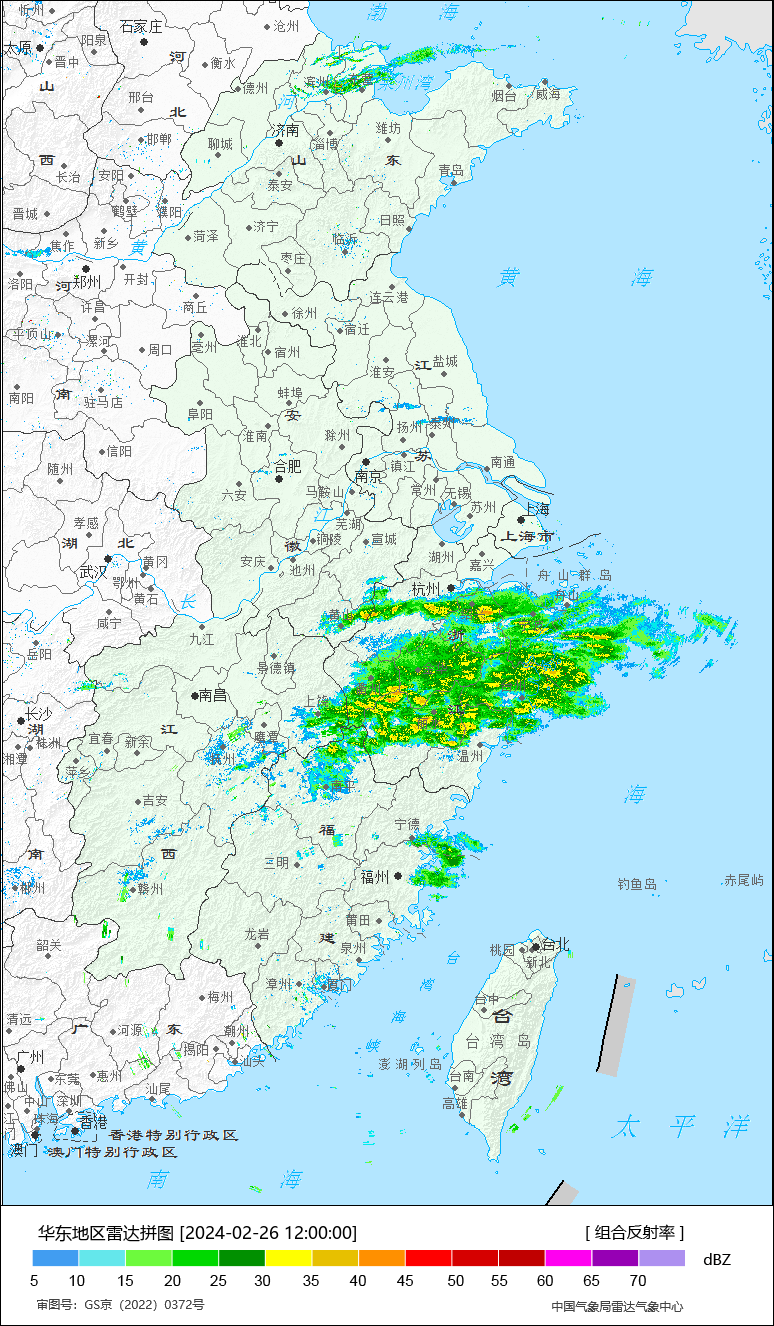 渤 海
忻州
沧州
石家庄
太原
阳泉
河
晋中
衡水
山
德州
滨州
莱州湾
烟台
威海
邢台
北
河
济南
潍坊
聊城
淄博
邯郸
西
山
东
长治
安阳
泰安
青岛
晋城
鹤壁
濮阳
济宁
日照
焦作
新乡
黄
菏泽
临沂
枣庄
洛阳
河
郑州
开封
黄 海
连云港
许昌
商丘
徐州
宿迁
平顶山
漯河
周口
亳州
淮北
宿州
江
盐城
淮安
南阳
南
驻马店
蚌埠
阜阳
安
扬州
泰州
淮南
滁州
信阳
苏
随州
合肥
南京
镇江
南通
六安
马鞍山
常州
无锡
苏州
上海
孝感
江
芜湖
湖 北
铜陵
宣城
上海市
徽
安庆
池州
湖州
嘉兴
武汉
黄冈
鄂州
黄石
舟山群岛
杭州
长
咸宁
黄山
九江
浙
岳阳
景德镇
南昌
上饶
长沙
江
湖
株洲
宜春
新余
鹰潭
湘潭
萍乡
抚州
温州
吉安
南平
海
宁德
福
南
西
三明
福州
郴州
赣州
钓鱼岛
赤尾屿
莆田
韶关
龙岩
建
泉州
台北
桃园
新北
台
漳州
厦门
湾
梅州
台中
清远
台
海
广 东
河源
潮州
台湾岛
揭阳
峡
广州
汕头
澎湖列岛
惠州
东莞
台南
湾
佛山
汕尾
高雄
中山
深圳
珠海
香港
太 平 洋
香港特别行政区
澳门
澳门特别行政区
南 海
华东地区雷达拼图 [2024-02-26 12:00:00]
[ 组合反射率 ]
dBZ
5 10 15 20 25 30 35 40 45 50 55 60 65 70
审图号：GS京（2022）0372号
中国气象局雷达气象中心